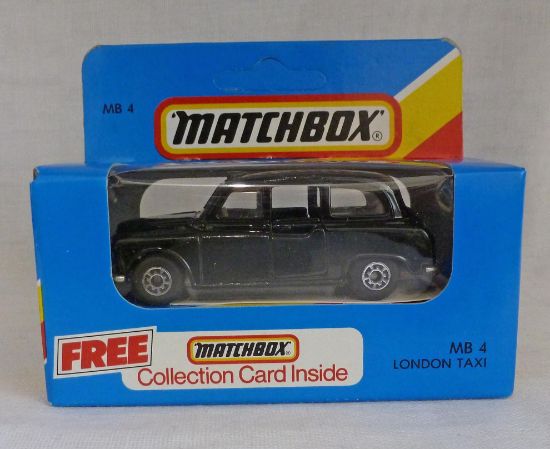 MB 4
"MATCHBOX"®
FREE
"MATCHBOX"®
Collection Card Inside
MB 4
LONDON TAXI